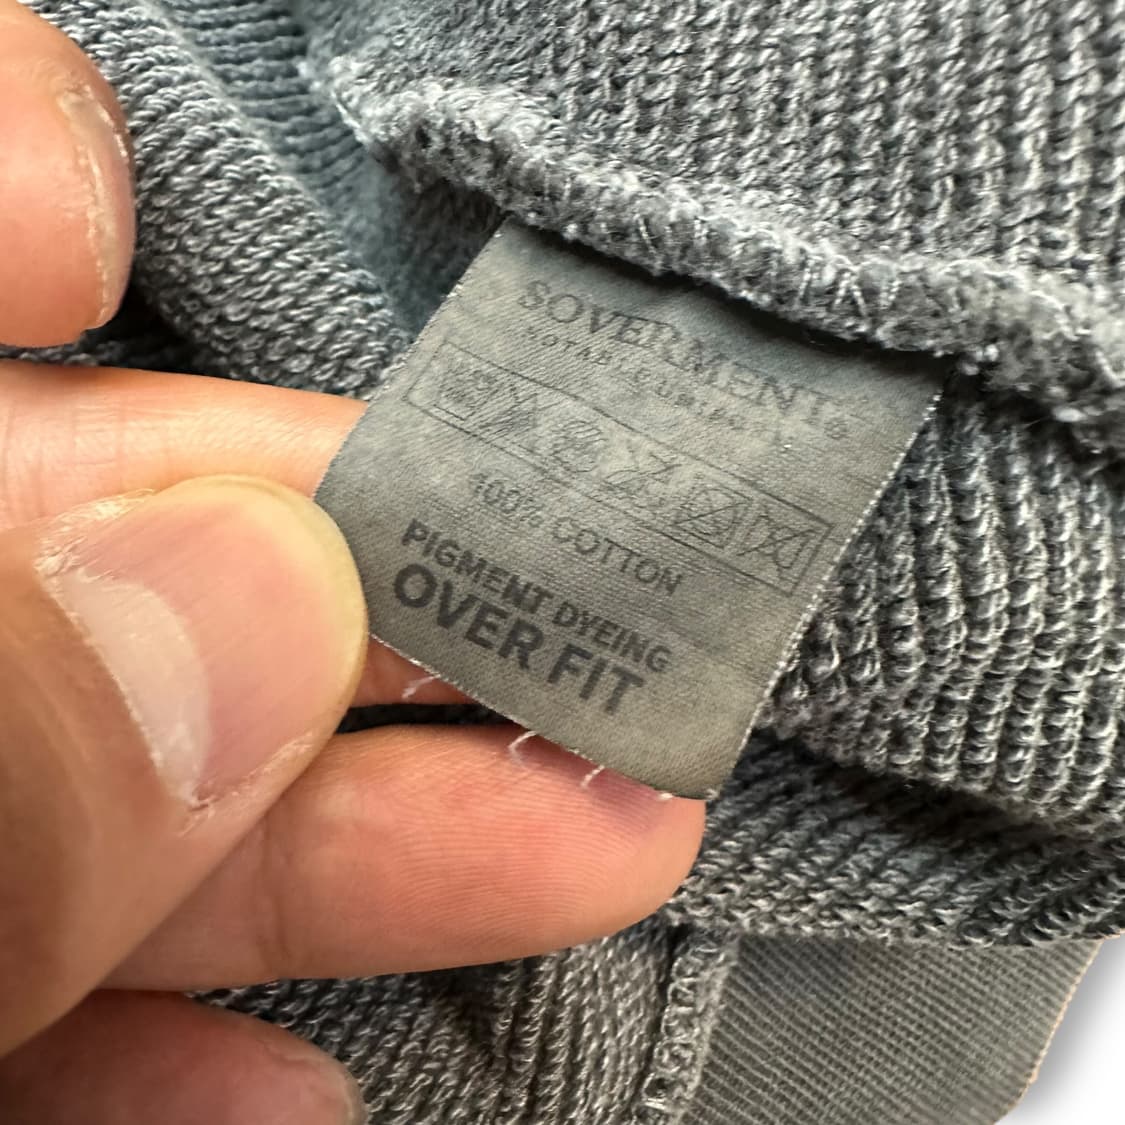 SOVERMENT®
100% COTTON
PIGMENT DYEING
OVER FIT